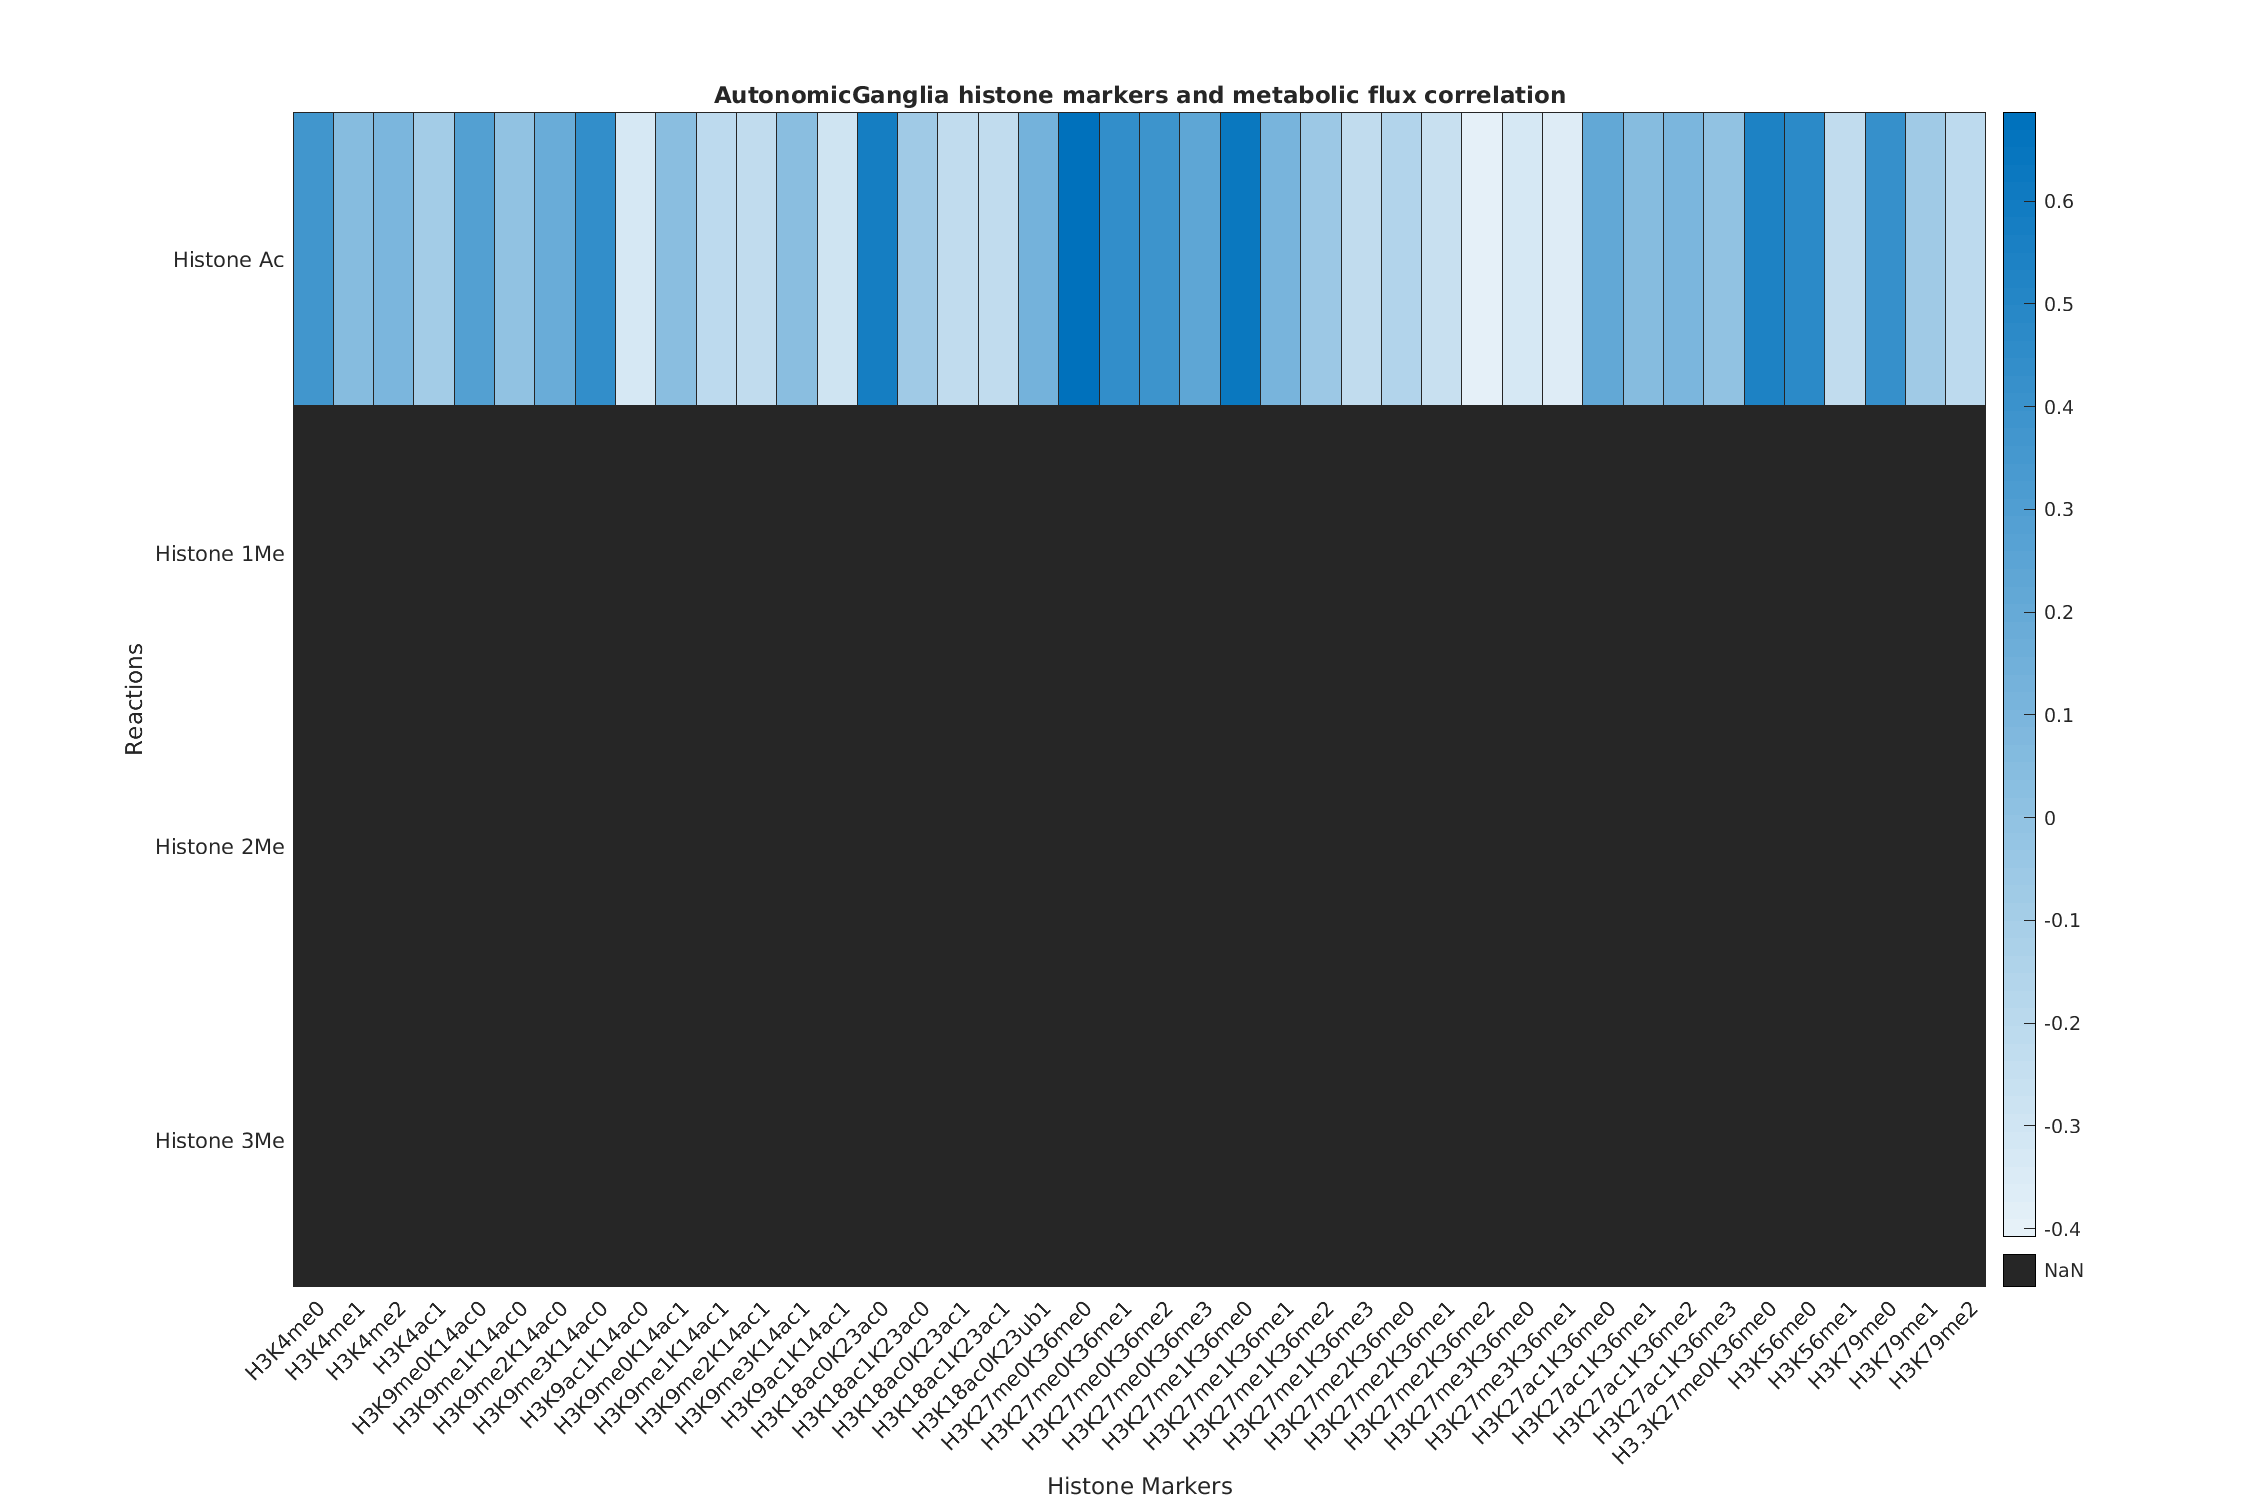 AutonomicGanglia histone markers and metabolic flux correlation
Histone Ac
Histone 1Me
Histone 2Me
Histone 3Me
Reactions
0.6
0.5
0.4
0.3
0.2
0.1
0
-0.1
-0.2
-0.3
-0.4
NaN
H3K4me0
H3K4me1
H3K4me2
H3K4ac1
H3K9me0K14ac0
H3K9me1K14ac0
H3K9me2K14ac0
H3K9me3K14ac0
H3K9ac1K14ac0
H3K9me0K14ac1
H3K9me1K14ac1
H3K9me2K14ac1
H3K9me3K14ac1
H3K9ac1K14ac1
H3K18ac0K23ac0
H3K18ac1K23ac0
H3K18ac0K23ac1
H3K18ac1K23ac1
H3K18ac0K23ub1
H3K27me0K36me0
H3K27me0K36me1
H3K27me0K36me2
H3K27me0K36me3
H3K27me1K36me0
H3K27me1K36me1
H3K27me1K36me2
H3K27me1K36me3
H3K27me2K36me0
H3K27me2K36me1
H3K27me2K36me2
H3K27me3K36me0
H3K27me3K36me1
H3K27ac1K36me0
H3K27ac1K36me1
H3K27ac1K36me2
H3K27ac1K36me3
H3.3K27me0K36me0
H3K56me0
H3K56me1
H3K79me0
H3K79me1
H3K79me2
Histone Markers